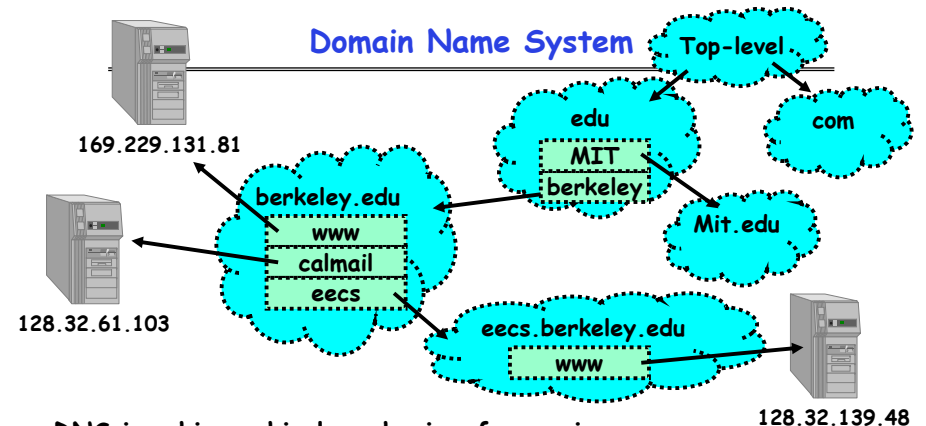 Domain Name System
Top-level
edu
com
MIT
berkeley
Mit.edu
169.229.131.81
berkeley.edu
www
calmail
eecs
128.32.61.103
eecs.berkeley.edu
www
128.32.139.48